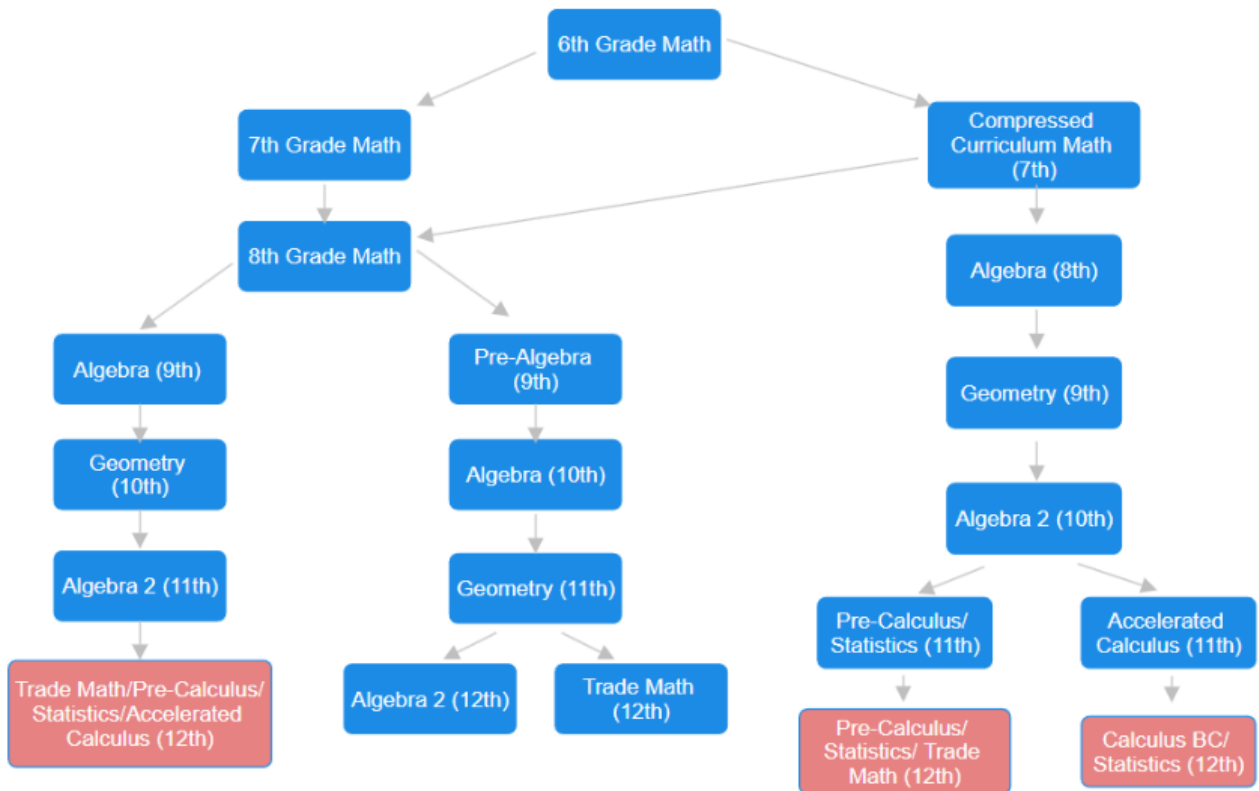 6th Grade Math
7th Grade Math
Compressed
Curriculum Math
(7th)
8th Grade Math
Algebra (8th)
Algebra (9th)
Pre-Algebra
(9th)
Geometry (9th)
Geometry
(10th)
Algebra (10th)
Algebra 2 (10th)
Algebra 2 (11th)
Geometry (11th)
Pre-Calculus/
Statistics (11th)
Accelerated
Calculus (11th)
Trade Math/Pre-Calculus/
Statistics/Accelerated
Calculus (12th)
Algebra 2 (12th)
Trade Math
(12th)
Pre-Calculus/
Statistics/ Trade
Math (12th)
Calculus BC/
Statistics (12th)